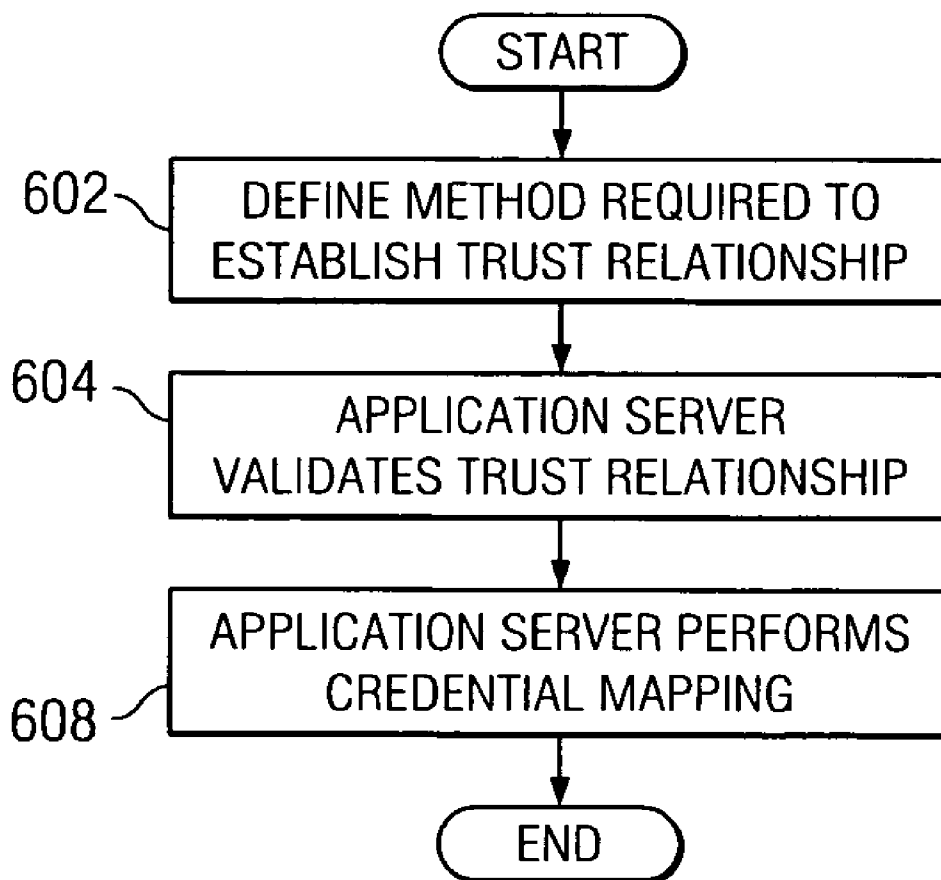 START
602
DEFINE METHOD REQUIRED TO
ESTABLISH TRUST RELATIONSHIP
604
APPLICATION SERVER
VALIDATES TRUST RELATIONSHIP
APPLICATION SERVER PERFORMS
CREDENTIAL MAPPING
608
END